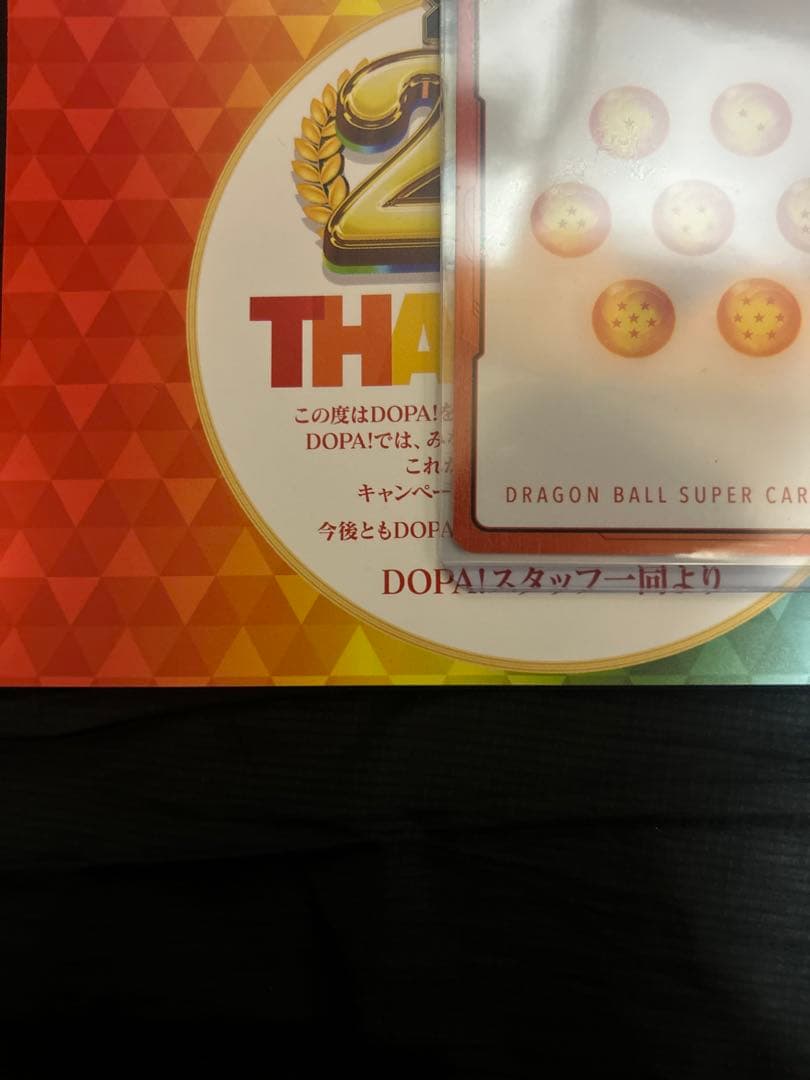 2
THA
この度はDOPA!を
DOPA!では、み
これ
キャンペー
今後ともDOPA
DOPA!スタッフ一同より
DRAGON BALL SUPER CAR